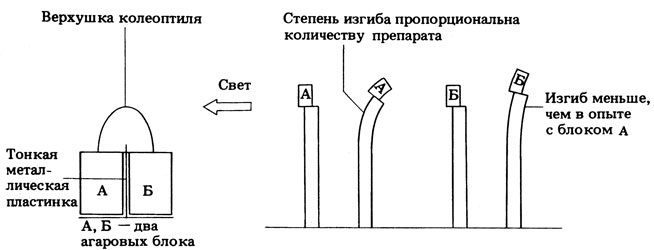 Верхушка колеоптиля
Степень изгиба пропорциональна
количеству препарата
Свет
Тонкая
метал-
лическая
пластинка
А
Б
А, Б — два
агаровых блока
А
А
Б
Б
Изгиб меньше,
чем в опыте
с блоком А